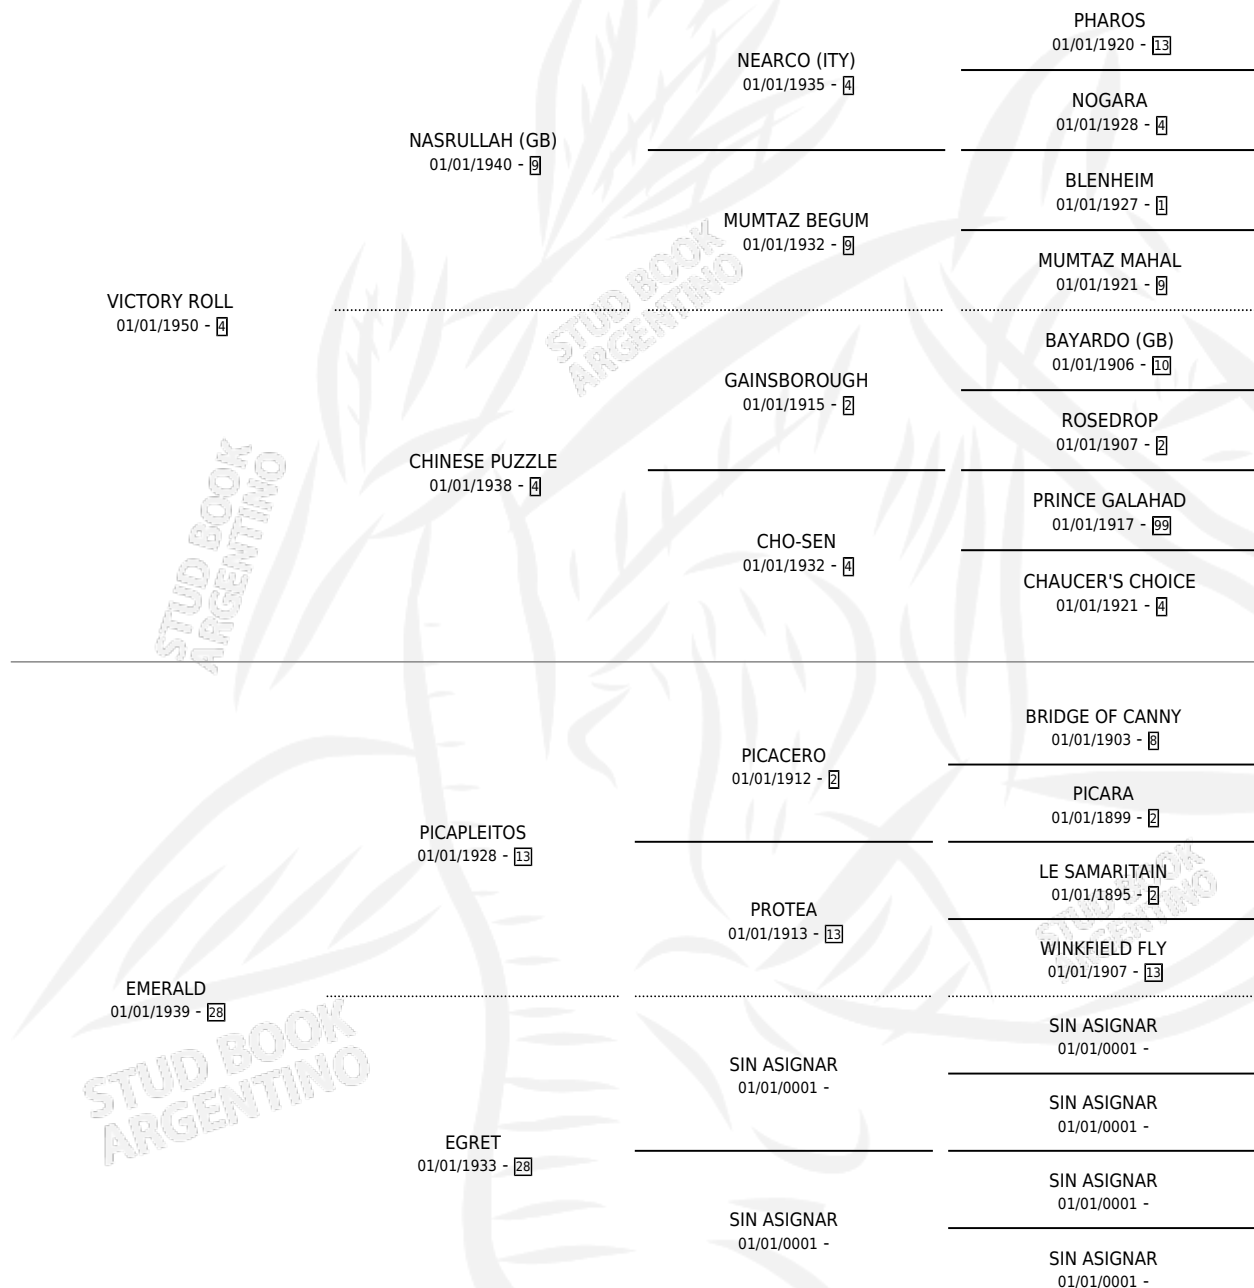 PHAROS
01/01/1920 - 13
NEARCO (ITY)
01/01/1935 - 4
NOGARA
01/01/1928 - 4
NASRULLAH (GB)
01/01/1940 - 9
BLENHEIM
01/01/1927 - 1
MUMTAZ BEGUM
01/01/1932 - 9
MUMTAZ MAHAL
01/01/1921 - 9
VICTORY ROLL
01/01/1950 - 4
STUD BOOK
ARGENTINO
BAYARDO (GB)
01/01/1906 - 10
GAINSBOROUGH
01/01/1915 - 2
ROSEDROP
01/01/1907 - 2
CHINESE PUZZLE
01/01/1938 - 4
PRINCE GALAHAD
01/01/1917 - 99
CHO-SEN
01/01/1932 - 4
CHAUCER'S CHOICE
01/01/1921 - 4
STUD BOOK
ARGENTINO
BRIDGE OF CANNY
01/01/1903 - 8
PICACERO
01/01/1912 - 2
PICARA
01/01/1899 - 2
PICAPLEITOS
01/01/1928 - 13
LE SAMARITAIN
01/01/1895 - 2
STUD BOOK
ARGENTINO
PROTEA
01/01/1913 - 13
WINKFIELD FLY
01/01/1907 - 13
EMERALD
01/01/1939 - 28
STUD BOOK
ARGENTINO
SIN ASIGNAR
01/01/0001 -
SIN ASIGNAR
01/01/0001 -
SIN ASIGNAR
01/01/0001 -
EGRET
01/01/1933 - 28
SIN ASIGNAR
01/01/0001 -
SIN ASIGNAR
01/01/0001 -
SIN ASIGNAR
01/01/0001 -